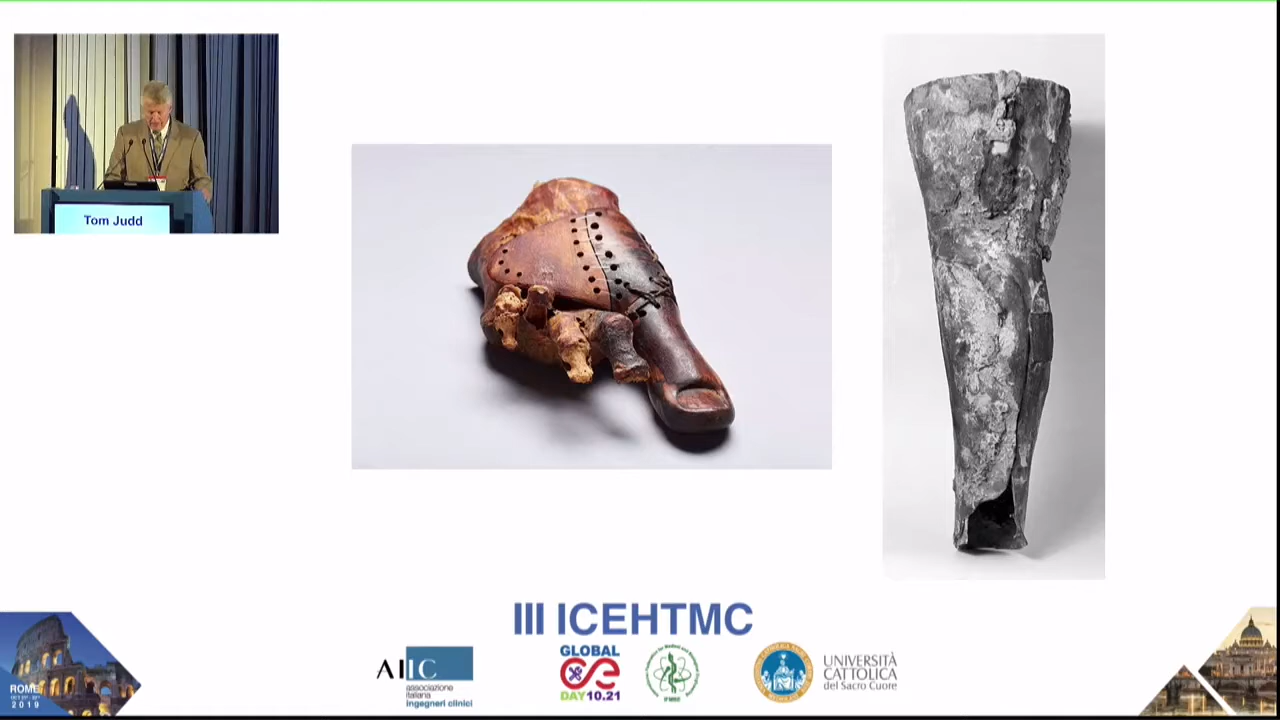 Tom Judd
III ICEHTMC
AIIC
associazione
italiana
ingegneri clinici
GLOBAL
CE
DAY 10.21
UNIVERSITÀ
CATTOLICA
del Sacro Cuore
ROME
2019